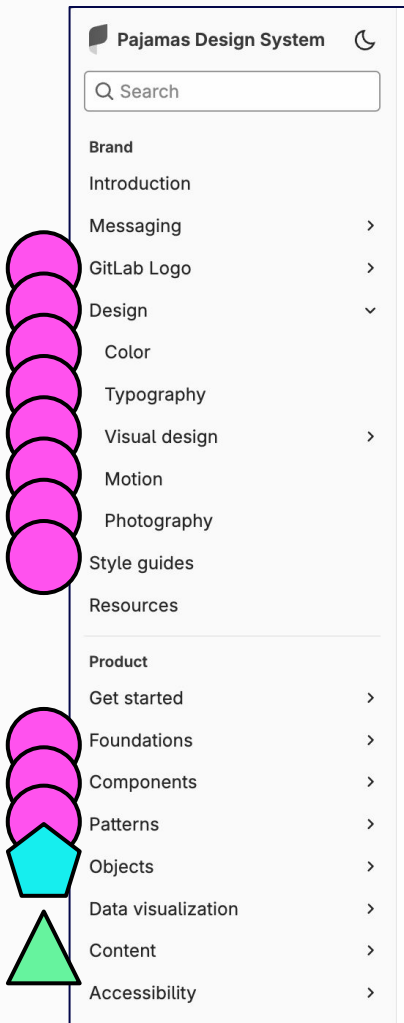 Pajamas Design System
Search
Brand
Introduction
Messaging
GitLab Logo
Design
Color
Typography
Visual design
Motion
Photography
Style guides
Resources
Product
Get started
Foundations
Components
Patterns
Objects
Data visualization
Content
Accessibility